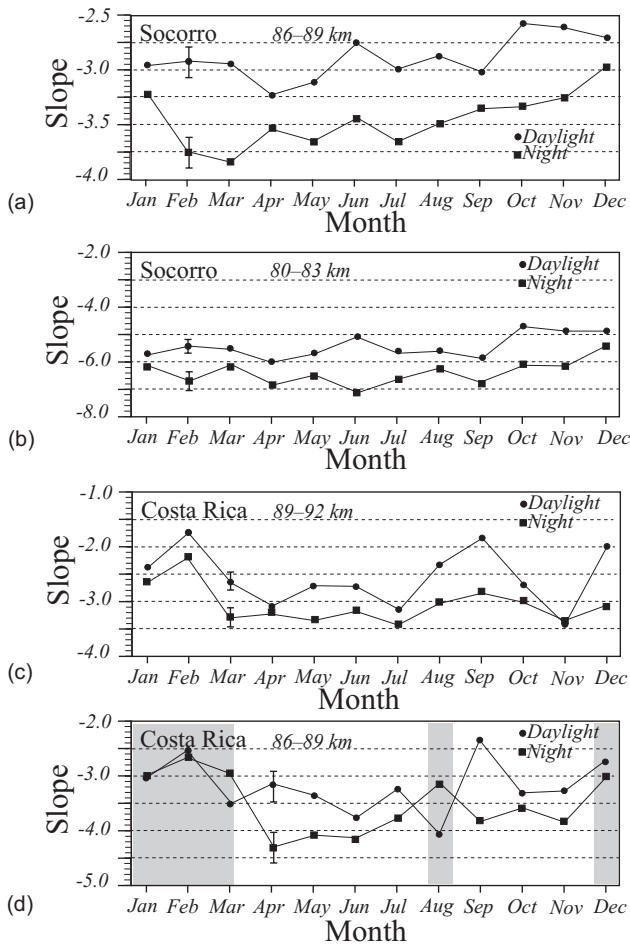 -2.5
Socorro 86–89 km
-3.0
Slope
-3.5
Daylight
Night
-4.0
(a)
Jan Feb Mar Apr May Jun Jul Aug Sep Oct Nov Dec
Month
-2.0
Socorro 80–83 km Daylight
Night
-4.0
Slope
-6.0
-8.0
(b)
Jan Feb Mar Apr May Jun Jul Aug Sep Oct Nov Dec
Month
-1.0
Costa Rica 89–92 km Daylight
Night
-2.0
Slope
-3.0
-4.0
(c)
Jan Feb Mar Apr May Jun Jul Aug Sep Oct Nov Dec
Month
-2.0
Costa Rica 86–89 km Daylight
Night
-3.0
Slope
-4.0
-5.0
(d)
Jan Feb Mar Apr May Jun Jul Aug Sep Oct Nov Dec
Month